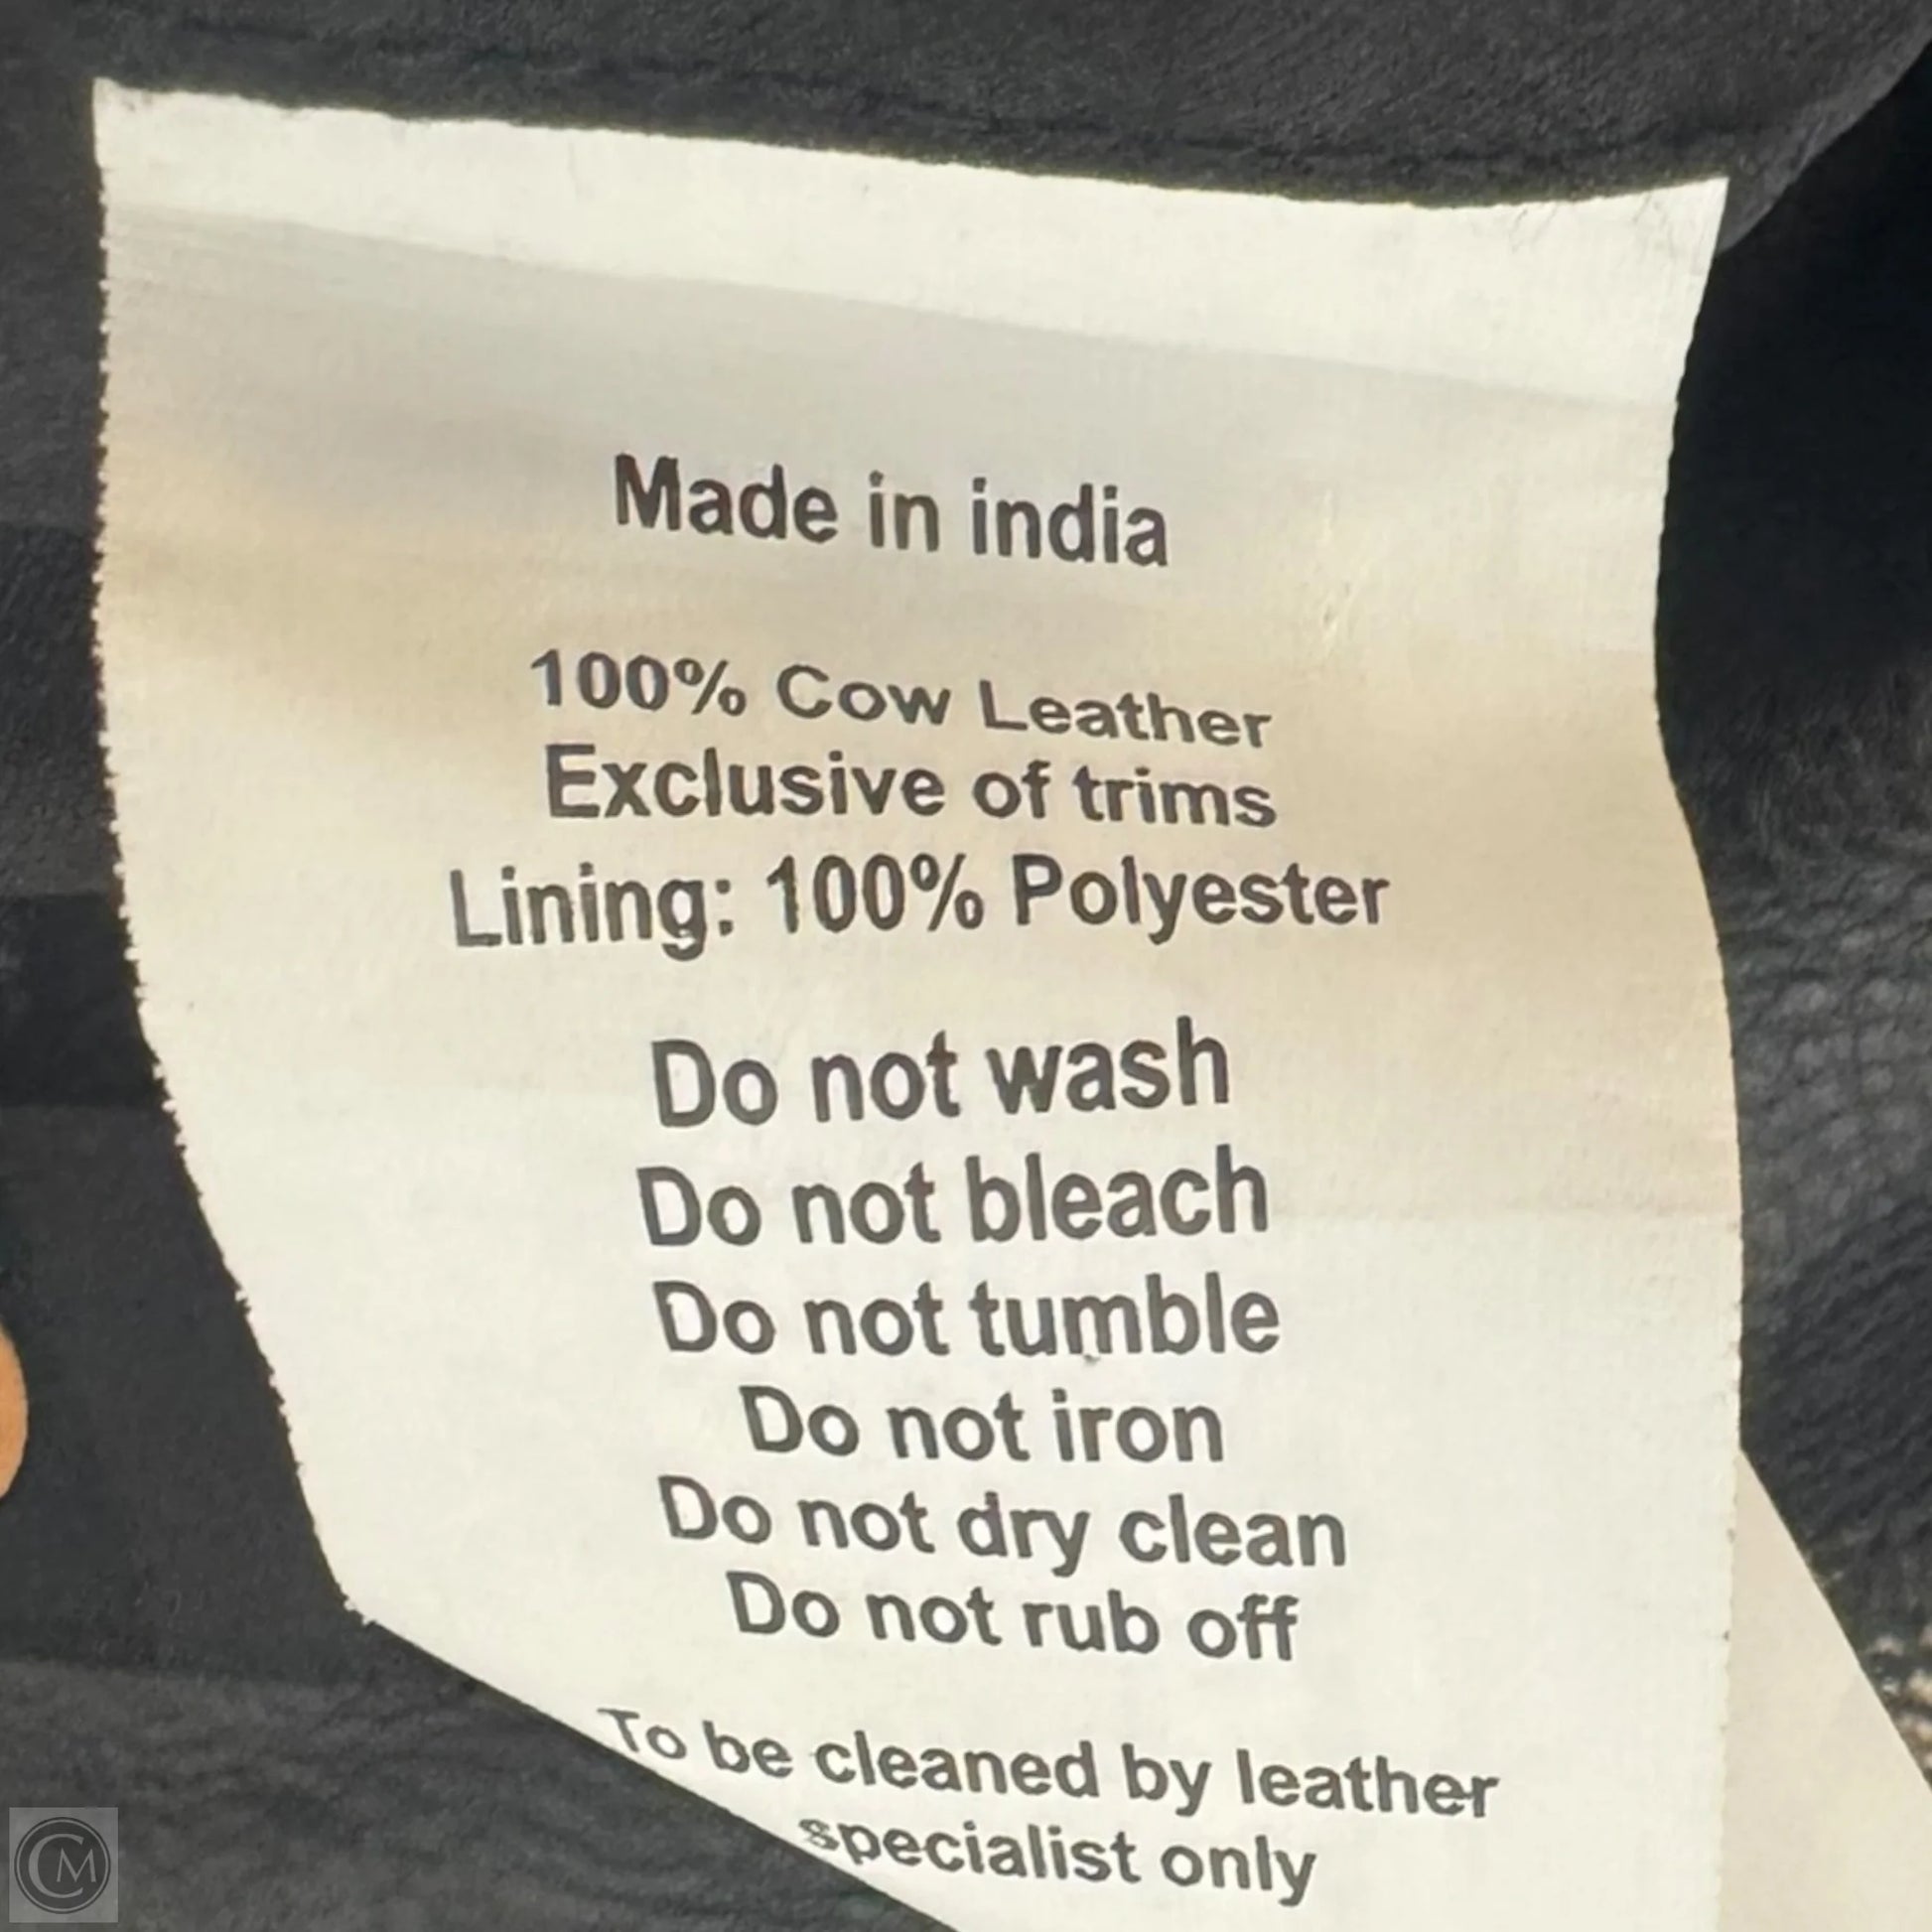 Made in india
100% Cow Leather
Exclusive of trims
Lining: 100% Polyester
Do not wash
Do not bleach
Do not tumble
Do not iron
Do not dry clean
Do not rub off
To be cleaned by leather
specialist only
CM